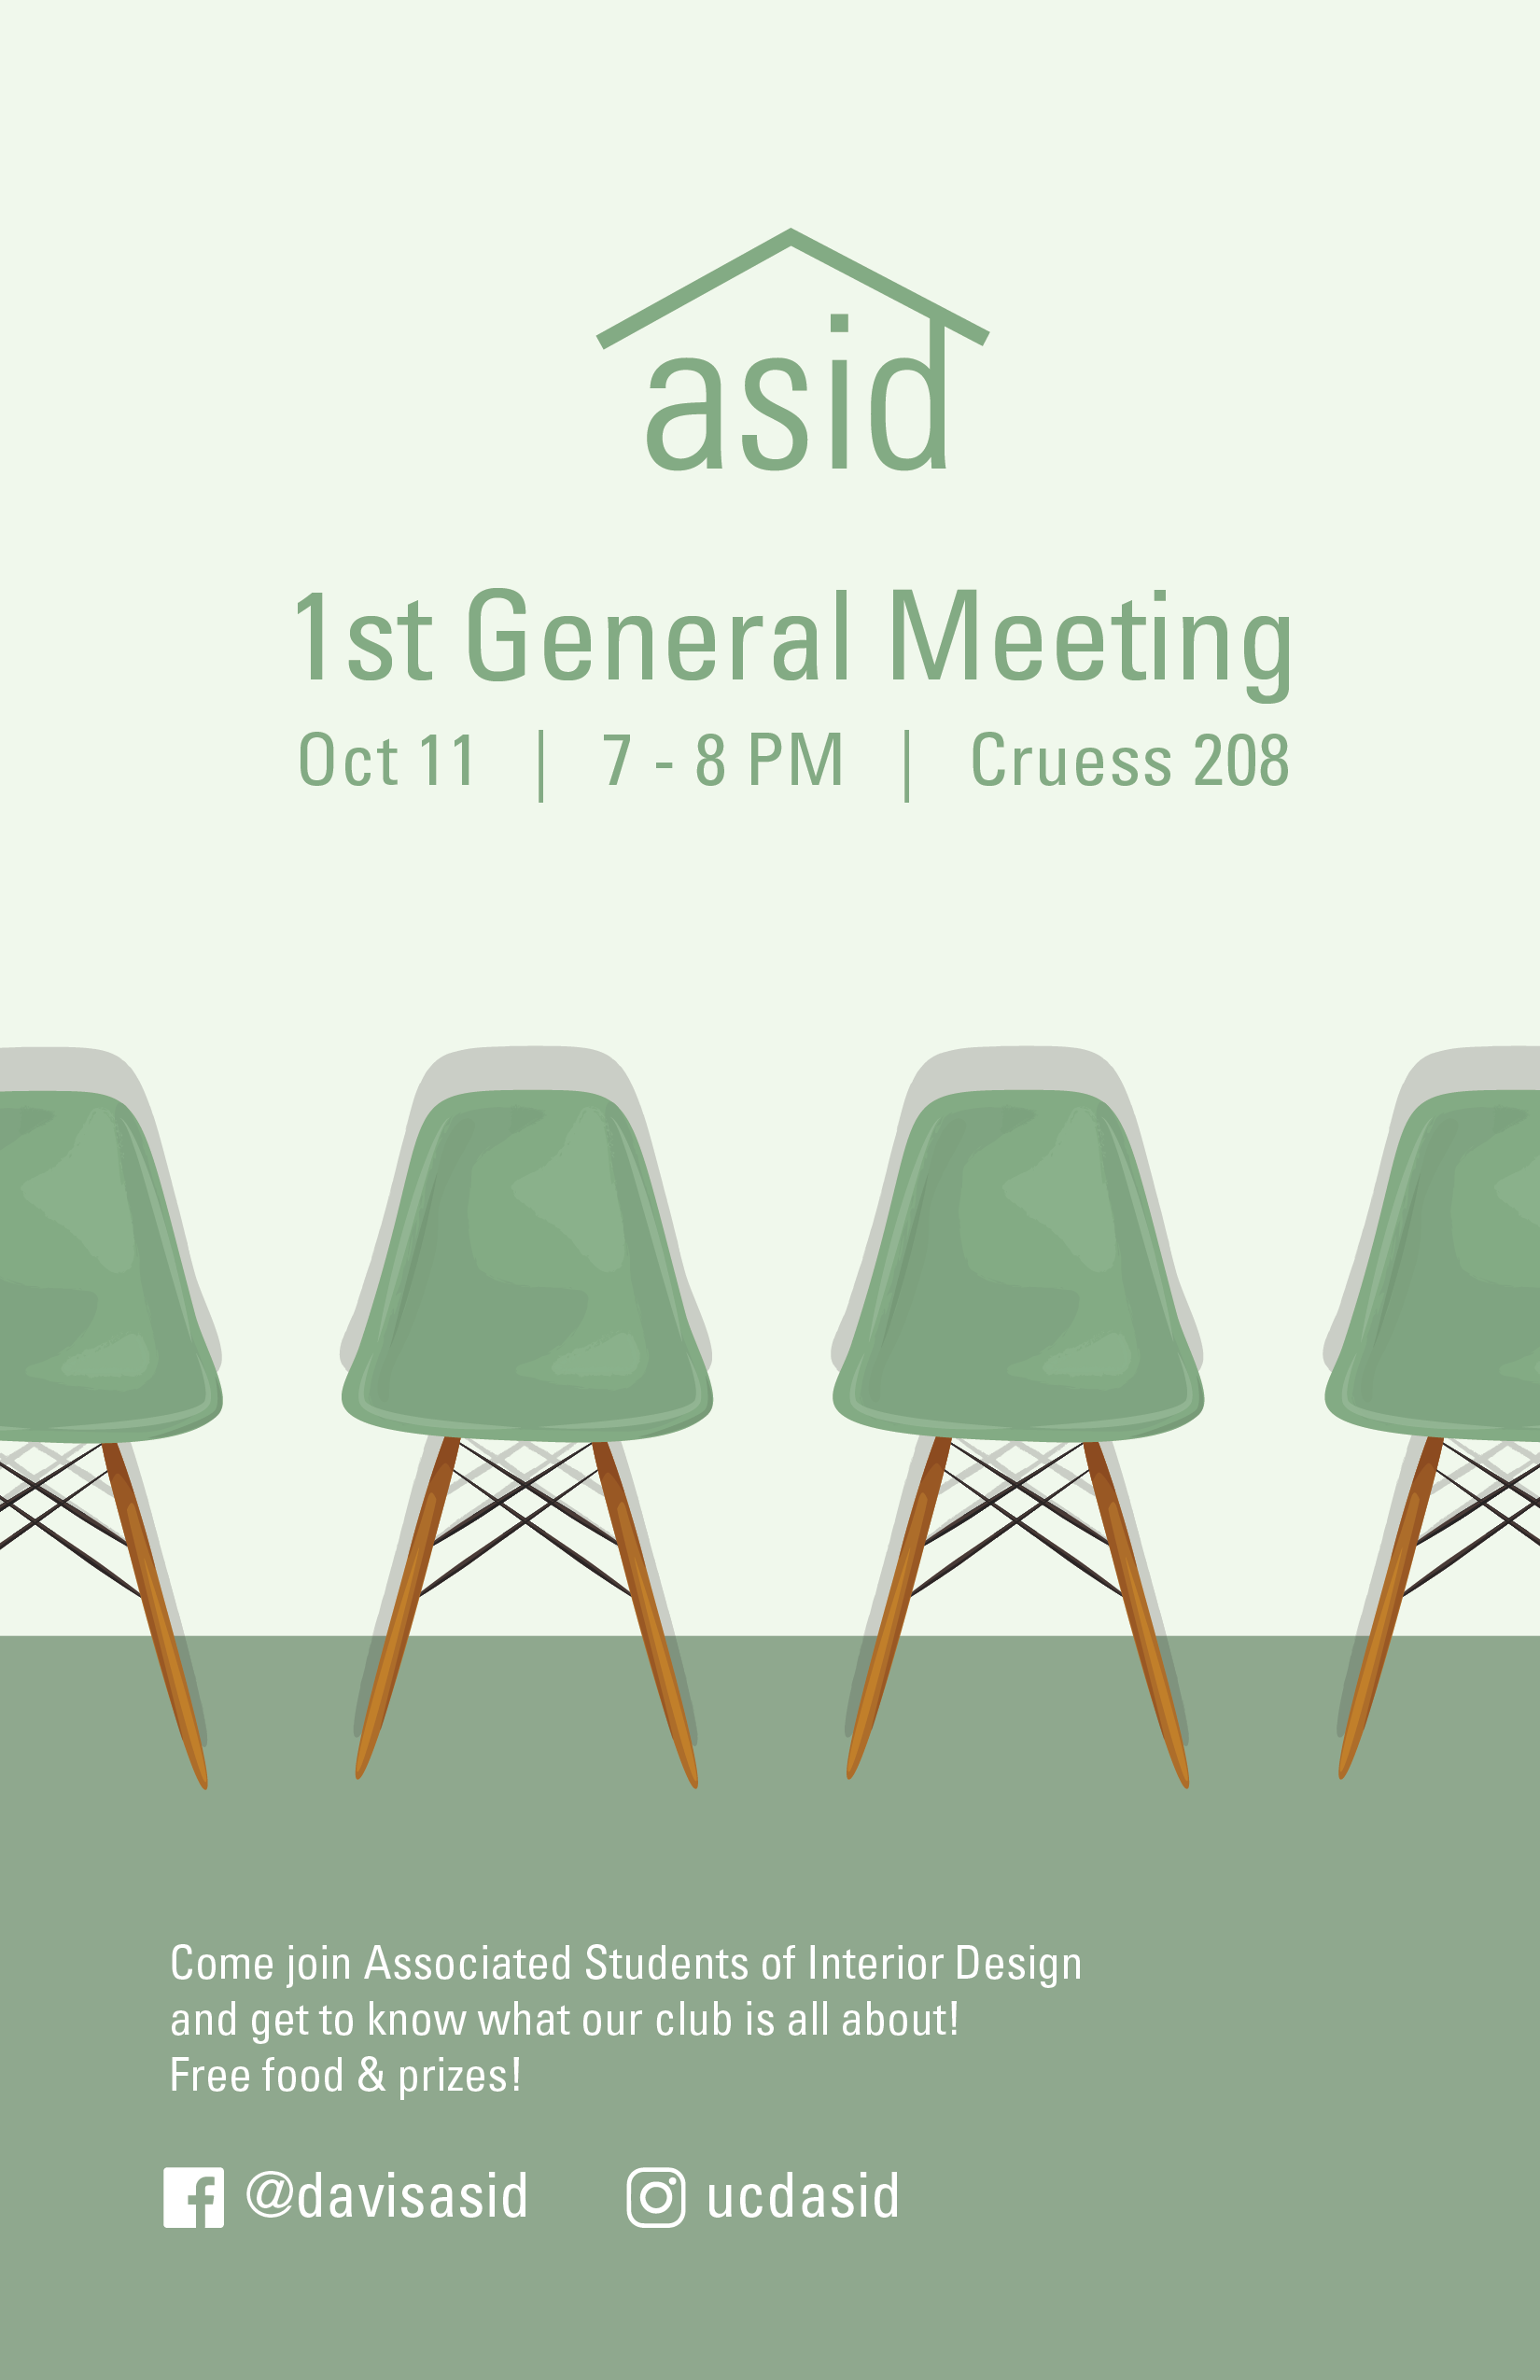 asid
1st General Meeting
Oct 11 | 7 - 8 PM | Cruess 208
Come join Associated Students of Interior Design
and get to know what our club is all about!
Free food & prizes!
@davisasid ucdasid